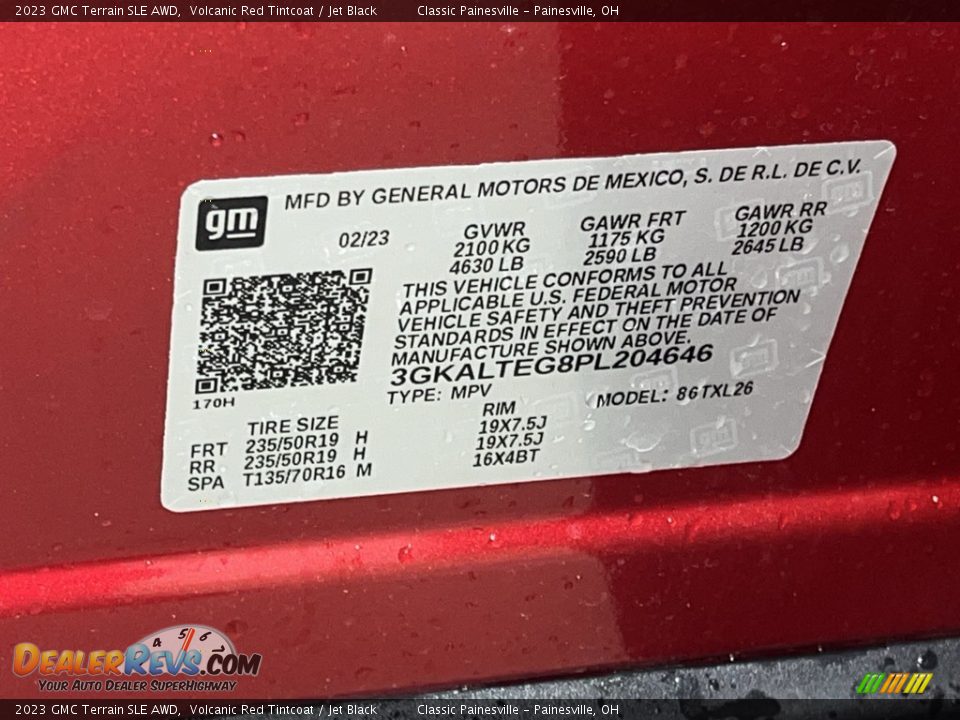 2023 GMC Terrain SLE AWD,  Volcanic Red Tintcoat / Jet Black        Classic Painesville - Painesville, OH
gm
MFD BY GENERAL MOTORS DE MEXICO, S. DE R.L. DE C.V.
02/23 GVWR GAWR FRT GAWR RR
2100 KG 1175 KG 1200 KG
4630 LB 2590 LB 2645 LB
THIS VEHICLE CONFORMS TO ALL
APPLICABLE U.S. FEDERAL MOTOR
VEHICLE SAFETY AND THEFT PREVENTION
STANDARDS IN EFFECT ON THE DATE OF
MANUFACTURE SHOWN ABOVE.
3GKALTEG8PL204646
170H
TYPE: MPV MODEL: 86TXL26
TIRE SIZE RIM
FRT 235/50R19 H 19X7.5J
RR 235/50R19 H 19X7.5J
SPA T135/70R16 M 16X4BT
4 5 6
DEALERREVS.COM
YOUR AUTO DEALER SUPERHIGHWAY
2023 GMC Terrain SLE AWD,  Volcanic Red Tintcoat / Jet Black        Classic Painesville - Painesville, OH